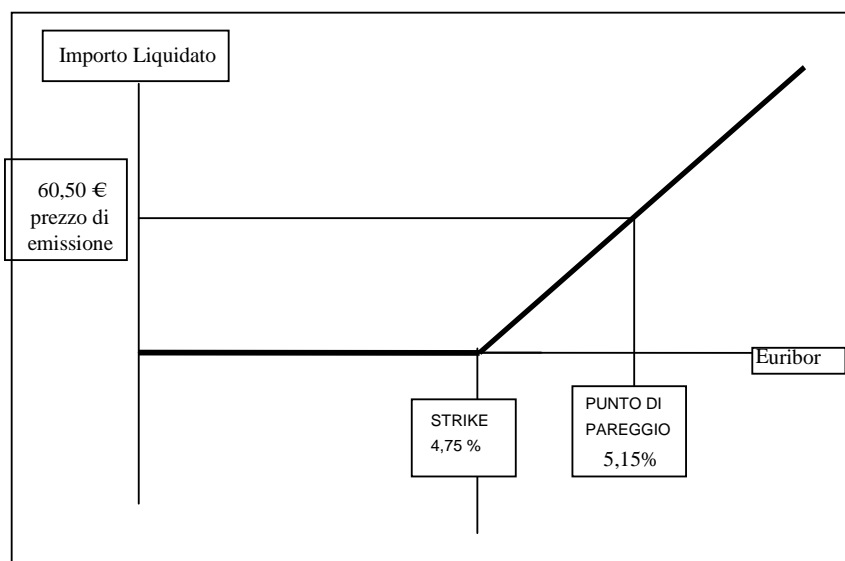 Importo Liquidato
60,50 €
prezzo di
emissione
Euribor
STRIKE
4,75 %
PUNTO DI
PAREGGIO
5,15%